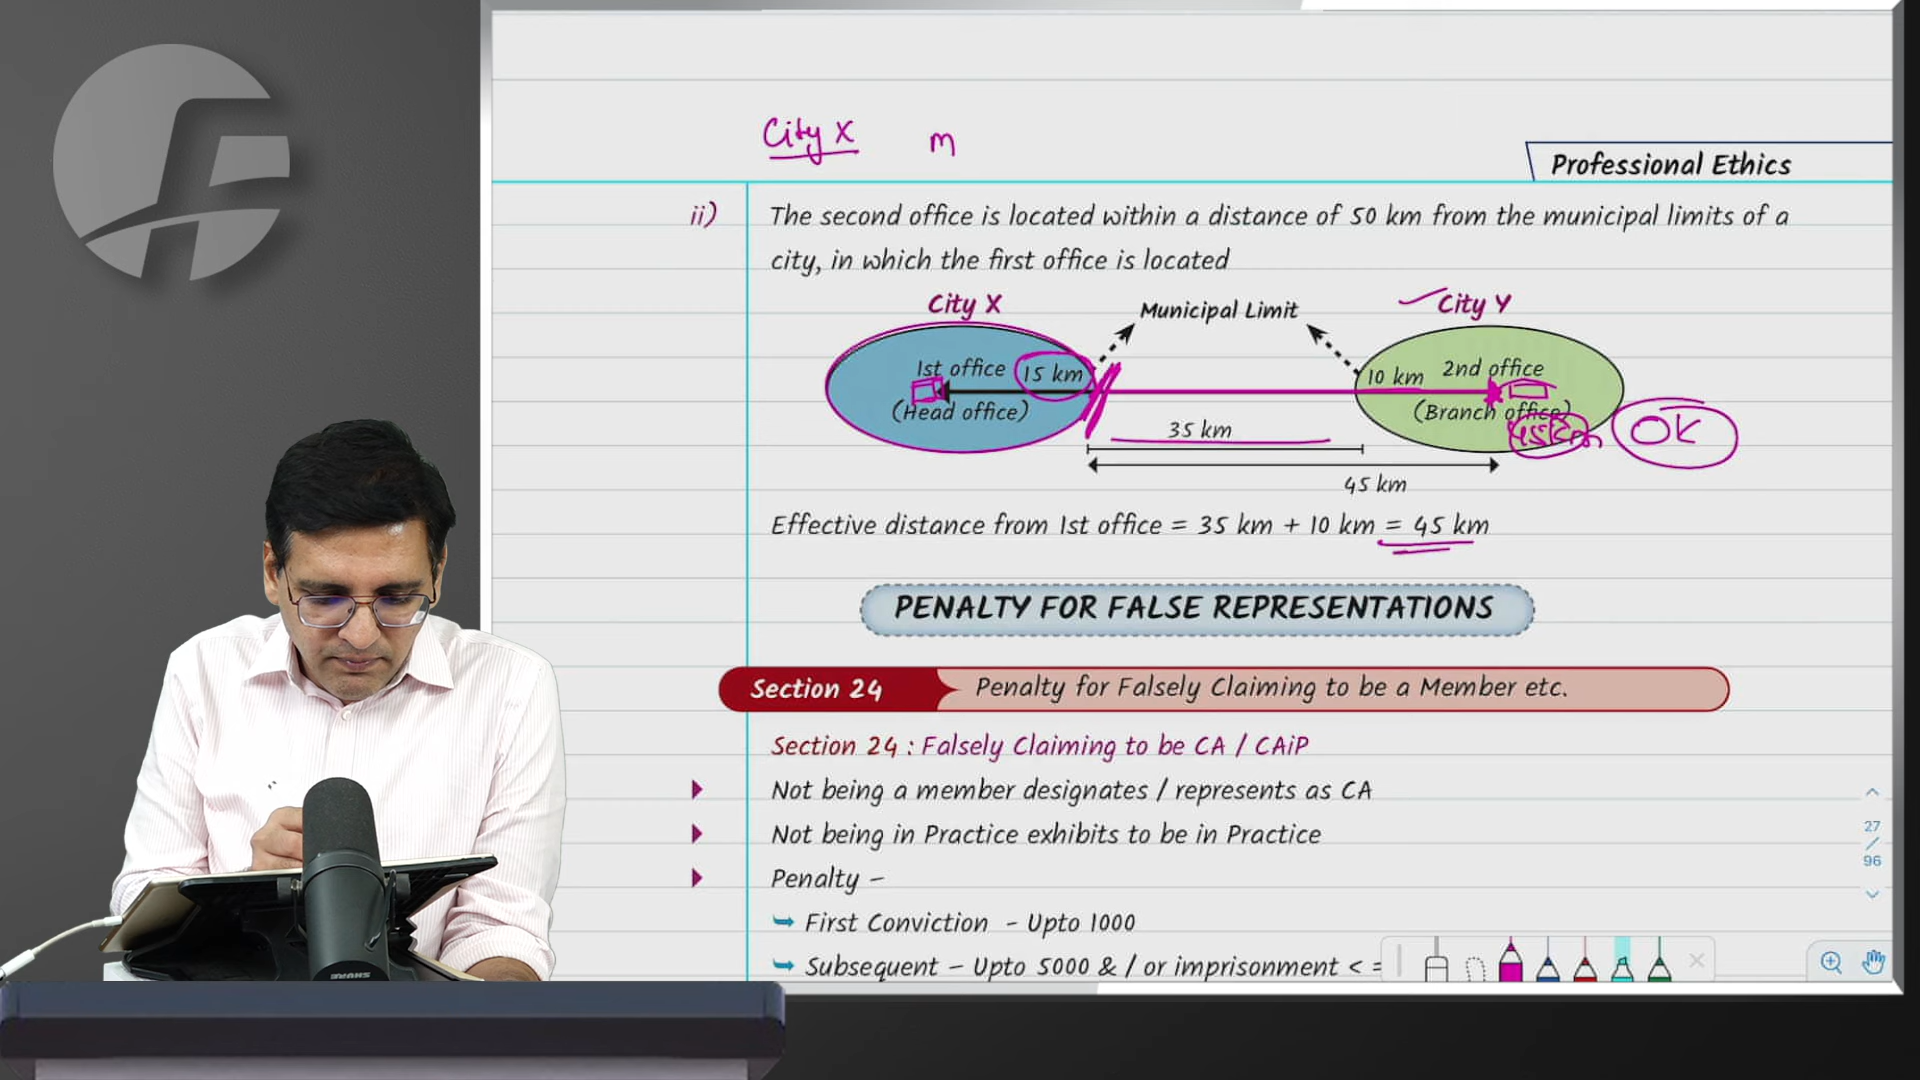 City X m
Professional Ethics
ii) The second office is located within a distance of 50 km from the municipal limits of a
city, in which the first office is located
City X Municipal Limit City Y
1st office 15 km 10 km 2nd office
(Head office) (Branch office)
35 km 45km OK
45 km
Effective distance from 1st office = 35 km + 10 km = 45 km
PENALTY FOR FALSE REPRESENTATIONS
Section 24 Penalty for Falsely Claiming to be a Member etc.
Section 24 : Falsely Claiming to be CA / CAiP
Not being a member designates / represents as CA
Not being in Practice exhibits to be in Practice
Penalty –
First Conviction - Upto 1000
Subsequent – Upto 5000 & / or imprisonment < =
27
/
96
SHURE